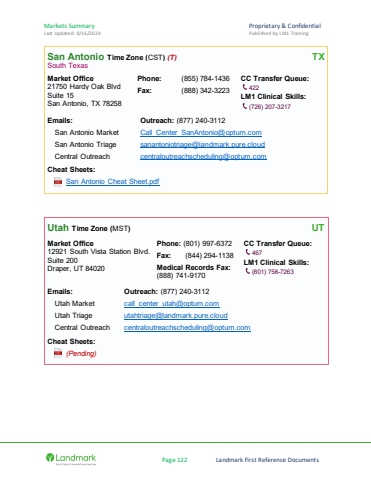 Markets Summary
Proprietary & Confidential
Last Updated: 8/16/2024
Published by LML Training
San Antonio Time Zone (CST) (T)
TX
South Texas
Market Office
21750 Hardy Oak Blvd
Suite 15
San Antonio, TX 78258
Phone: (855) 784-1436
Fax: (888) 342-3223
CC Transfer Queue:
422
LM1 Clinical Skills:
(726) 207-3217
Emails:
Outreach: (877) 240-3112
San Antonio Market Call_Center_SanAntonio@optum.com
San Antonio Triage sanantoniotriage@landmark.pure.cloud
Central Outreach centraloutreachscheduling@optum.com
Cheat Sheets:
San Antonio Cheat Sheet.pdf
Utah Time Zone (MST)
UT
Market Office
12921 South Vista Station Blvd.
Suite 200
Draper, UT 84020
Phone: (801) 997-6372
Fax: (844) 294-1138
Medical Records Fax:
(888) 741-9170
CC Transfer Queue:
467
LM1 Clinical Skills:
(801) 758-7263
Emails:
Outreach: (877) 240-3112
Utah Market call_center_utah@optum.com
Utah Triage utahtriage@landmark.pure.cloud
Central Outreach centraloutreachscheduling@optum.com
Cheat Sheets:
(Pending)
Landmark
Page 122
Landmark First Reference Documents